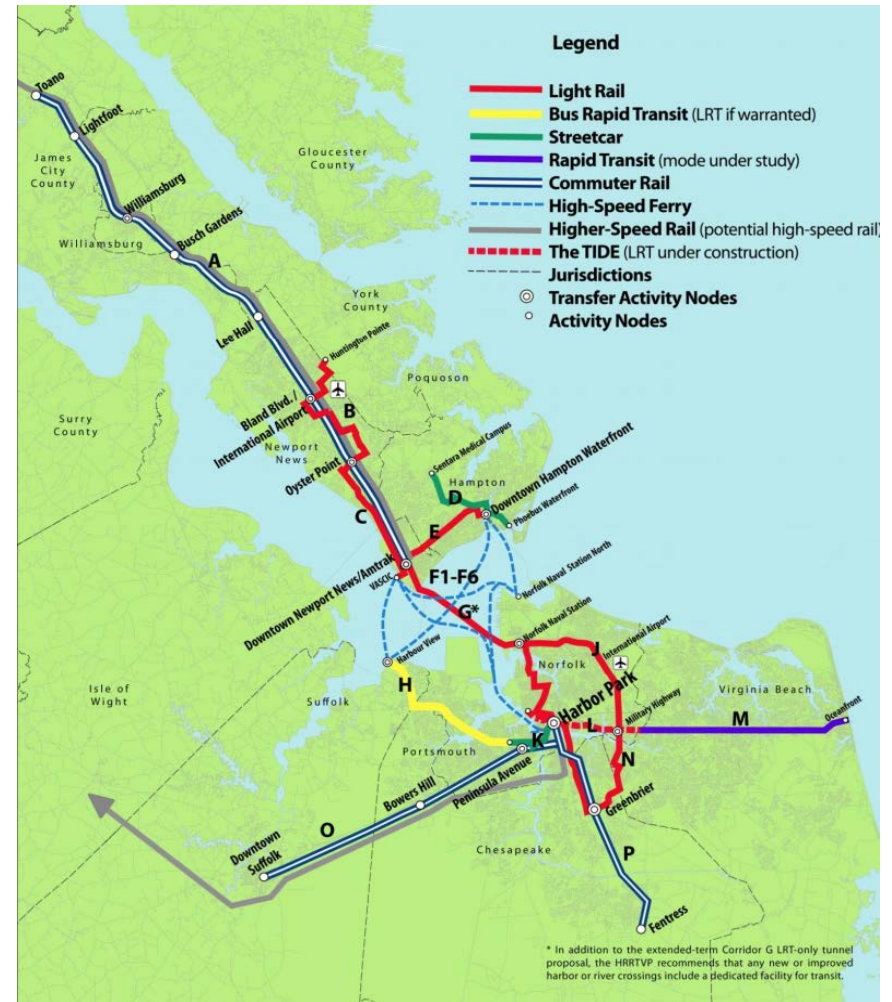 Legend
Light Rail
Bus Rapid Transit (LRT if warranted)
Streetcar
Rapid Transit (mode under study)
Commuter Rail
High-Speed Ferry
Higher-Speed Rail (potential high-speed rail)
The TIDE (LRT under construction)
Jurisdictions
Transfer Activity Nodes
Activity Nodes
Toano
Lightfoot
James
City
County
Gloucester
County
Williamsburg
Williamsburg
Busch Gardens
A
York
County
Lee Hall
Huntington Pointe
Poquoson
Surry
County
Bland Blvd. /
International Airport
B
Newport
News
Oyster Point
Sentara Medical Campus
Hampton
Downtown Hampton Waterfront
D
Phoebus Waterfront
C
E
Downtown Newport News/Amtrak
VASCIC
F1-F6
Norfolk Naval Station North
G*
Norfolk Naval Station
J
International Airport
Harbour View
Norfolk
Isle of
Wight
Suffolk
H
Harbor Park
Virginia Beach
L
Military Highway
M
Oceanfront
Portsmouth
K
Peninsula Avenue
N
Bowers Hill
Greenbrier
O
Downtown
Suffolk
Chesapeake
P
Fentress
* In addition to the extended-term Corridor G LRT-only tunnel
proposal, the HRRTVP recommends that any new or improved
harbor or river crossings include a dedicated facility for transit.